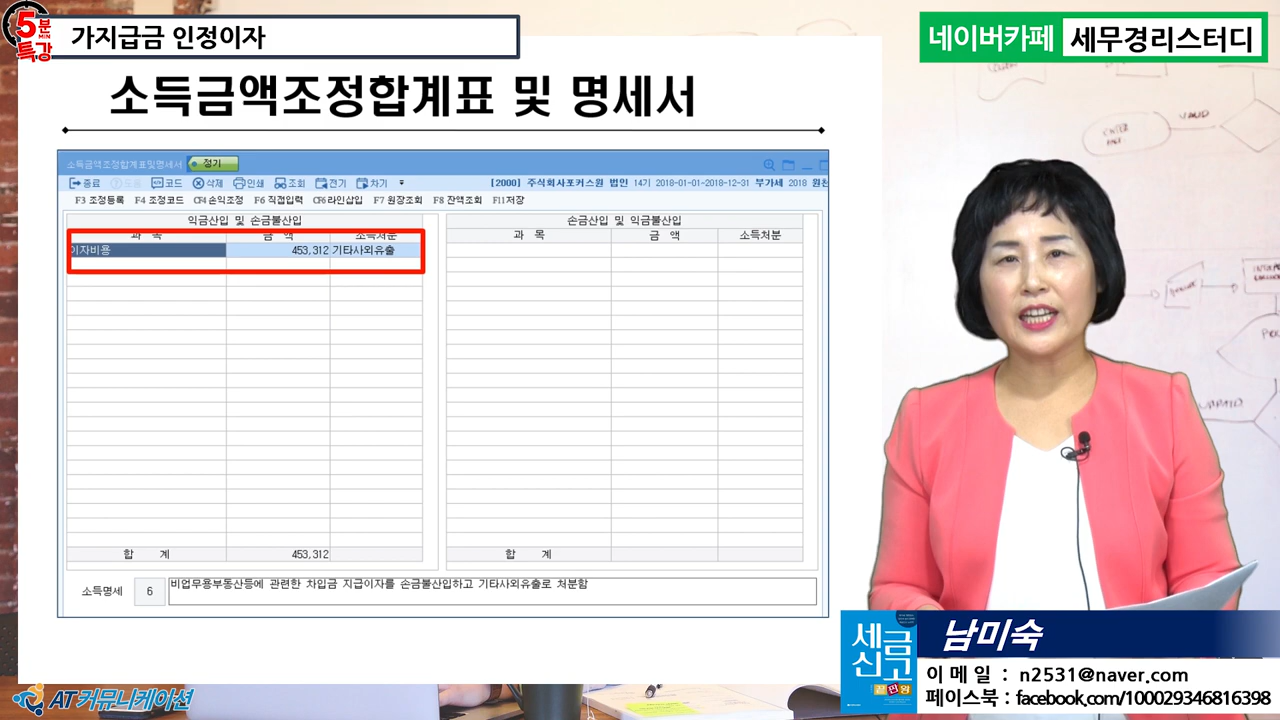 5분
MIN
특강
가지급금 인정이자
네이버카페 세무경리스터디
소득금액조정합계표 및 명세서
소득금액조정합계표및명세서 정기
종료 코드 삭제 인쇄 조회 전기 차기 [2000] 주식회사포커스원 법인 14기 2018-01-01~2018-12-31 부가세 2018 원천
F3 조정등록 F4 조정코드 CF4 손익조정 F6 직접입력 CF6 라인삽입 F7 원장조회 F8 잔액조회 F11저장
익금산입 및 손금불산입 손금산입 및 익금불산입
과 목 금 액 소득처분 과 목 금 액 소득처분
이자비용 453,312 기타사외유출
합 계 453,312 합 계
소득명세 6 비업무용부동산등에 관련한 차입금 지급이자를 손금불산입하고 기타사외유출로 처분함
ENTER
VALID
세금
신고
끝판왕
남미숙
이 메 일 : n2531@naver.com
페이스북 : facebook.com/100029346816398
AT커뮤니케이션